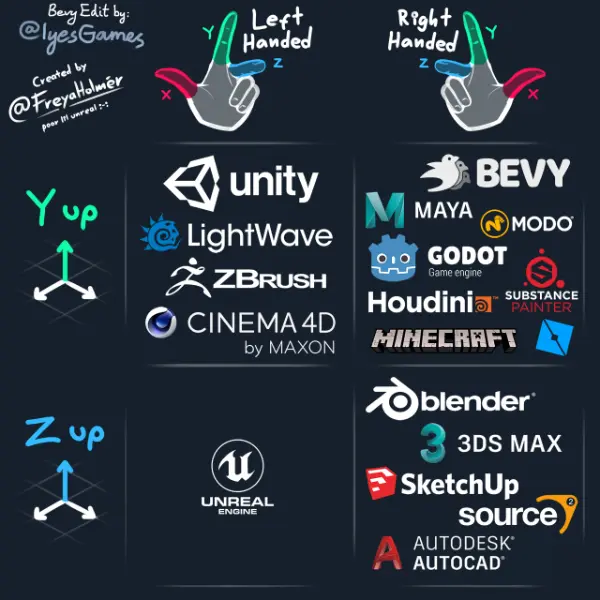 Bevy Edit by:
@IyesGames
Created by
@FreyaHolmér
poor lil unreal :-:
Left
Handed
Y
Z
X
Right
Handed
Y
Z
X
Y up
unity
LightWave
ZBRUSH
CINEMA 4D
by MAXON
BEVY
M MAYA
MODO®
GODOT
Game engine
Houdini
SUBSTANCE
PAINTER
MINECRAFT
Z up
UNREAL
ENGINE
blender®
3 3DS MAX
SketchUp
source 2
A AUTODESK®
AUTOCAD®